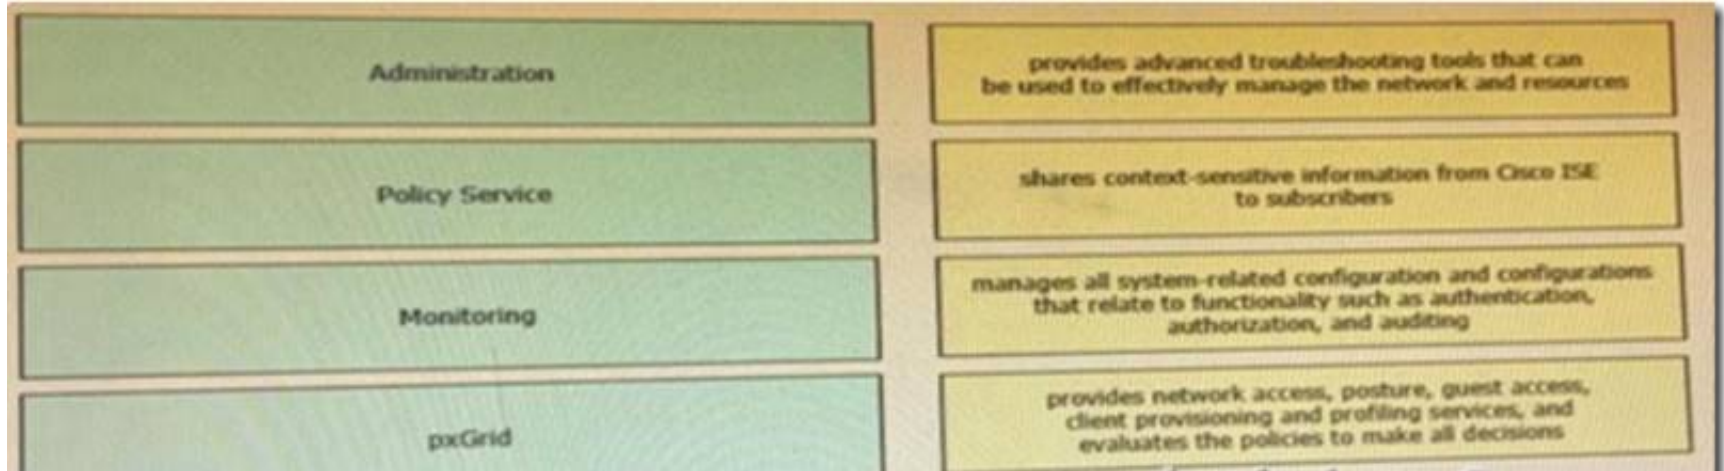 Administration
provides advanced troubleshooting tools that can
be used to effectively manage the network and resources
Policy Service
shares context-sensitive information from Cisco ISE
to subscribers
Monitoring
manages all system-related configuration and configurations
that relate to functionality such as authentication,
authorization, and auditing
pxGrid
provides network access, posture, guest access,
client provisioning and profiling services, and
evaluates the policies to make all decisions